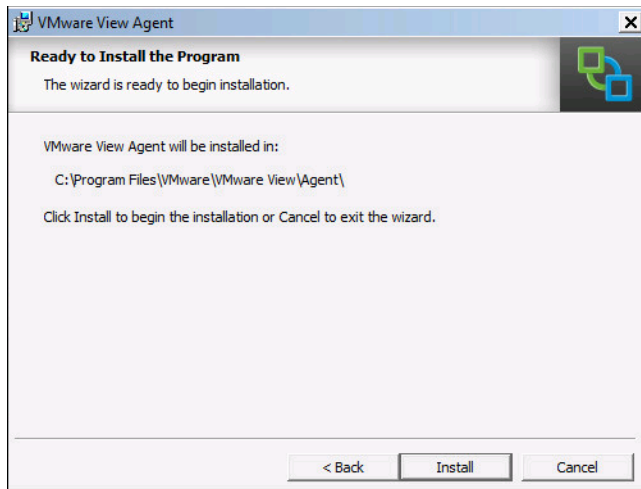 VMware View Agent
Ready to Install the Program
The wizard is ready to begin installation.
VMware View Agent will be installed in:
C:\Program Files\VMware\VMware View\Agent\
Click Install to begin the installation or Cancel to exit the wizard.
< Back Install Cancel